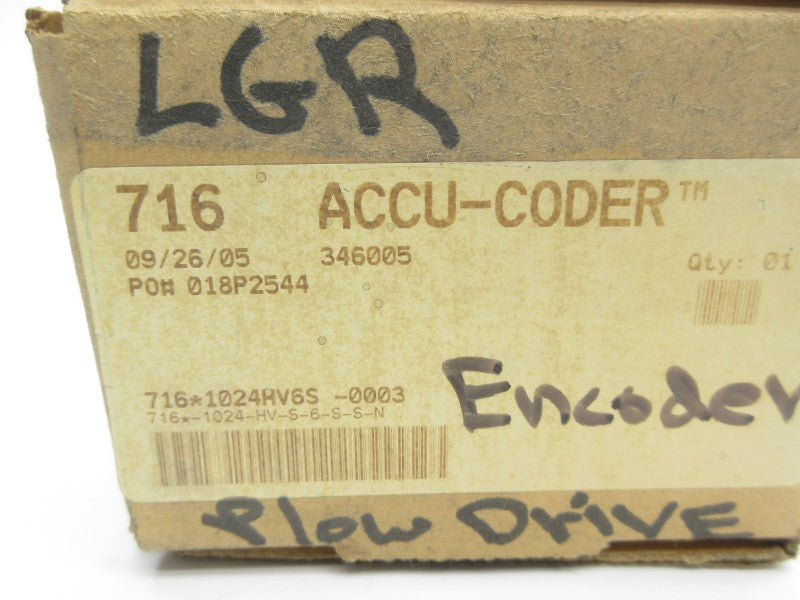 LGR
716 ACCU-CODER™
09/26/05 346005 Qty: 01
PO# 018P2544
716*1024HV6S -0003
716*-1024-HV-S-6-S-S-N
Encoder
Plow DRiVE